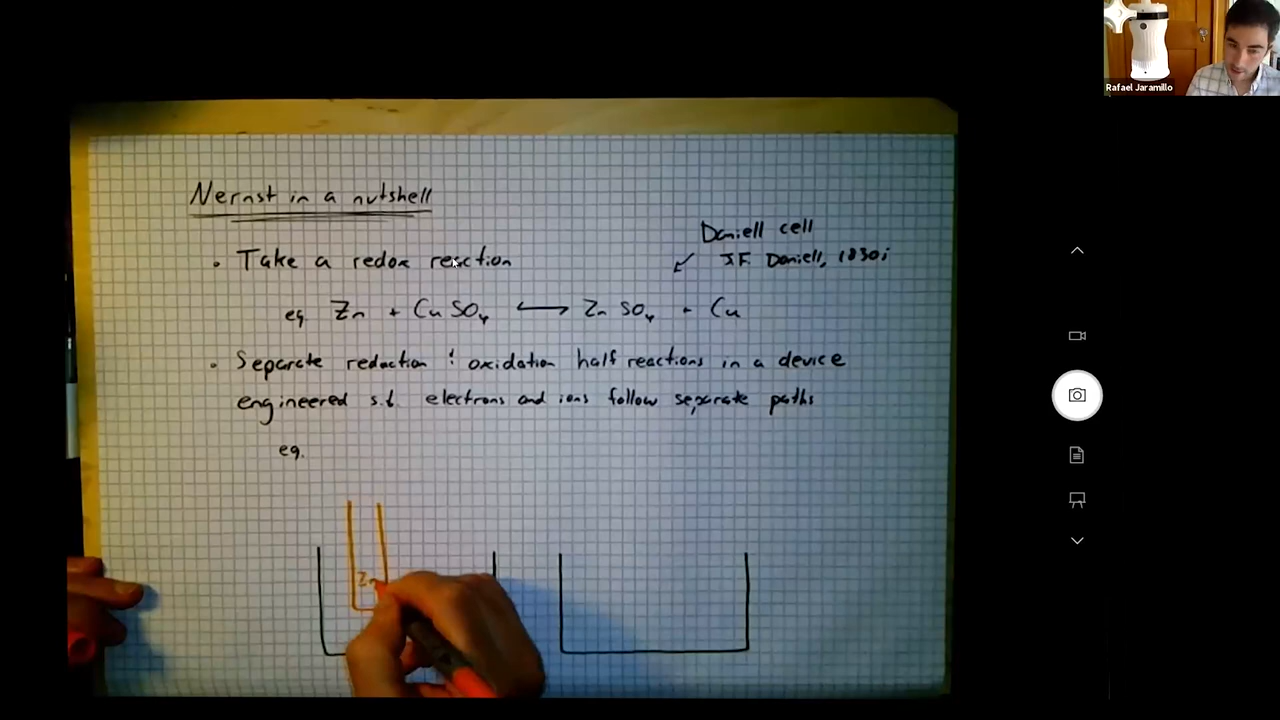 Rafael Jaramillo
Nernst in a nutshell
• Take a redox reaction
Daniell cell
J.F. Daniell, 1830s
eg. Zn + CuSO₄ ⟷ ZnSO₄ + Cu
• Separate reduction & oxidation half reactions in a device
engineered s.t. electrons and ions follow separate paths
eg.
Zn